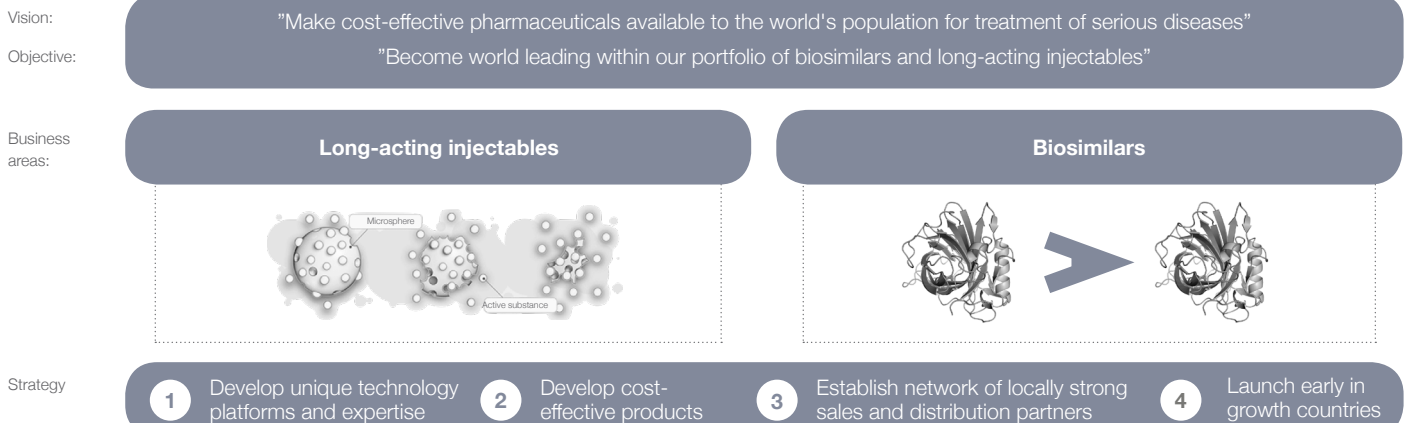 Vision:
”Make cost-effective pharmaceuticals available to the world's population for treatment of serious diseases”
Objective:
”Become world leading within our portfolio of biosimilars and long-acting injectables”
Business
areas:
Long-acting injectables
Biosimilars
Microsphere
Active substance
Strategy
1
Develop unique technology
platforms and expertise
2
Develop cost-
effective products
3
Establish network of locally strong
sales and distribution partners
4
Launch early in
growth countries